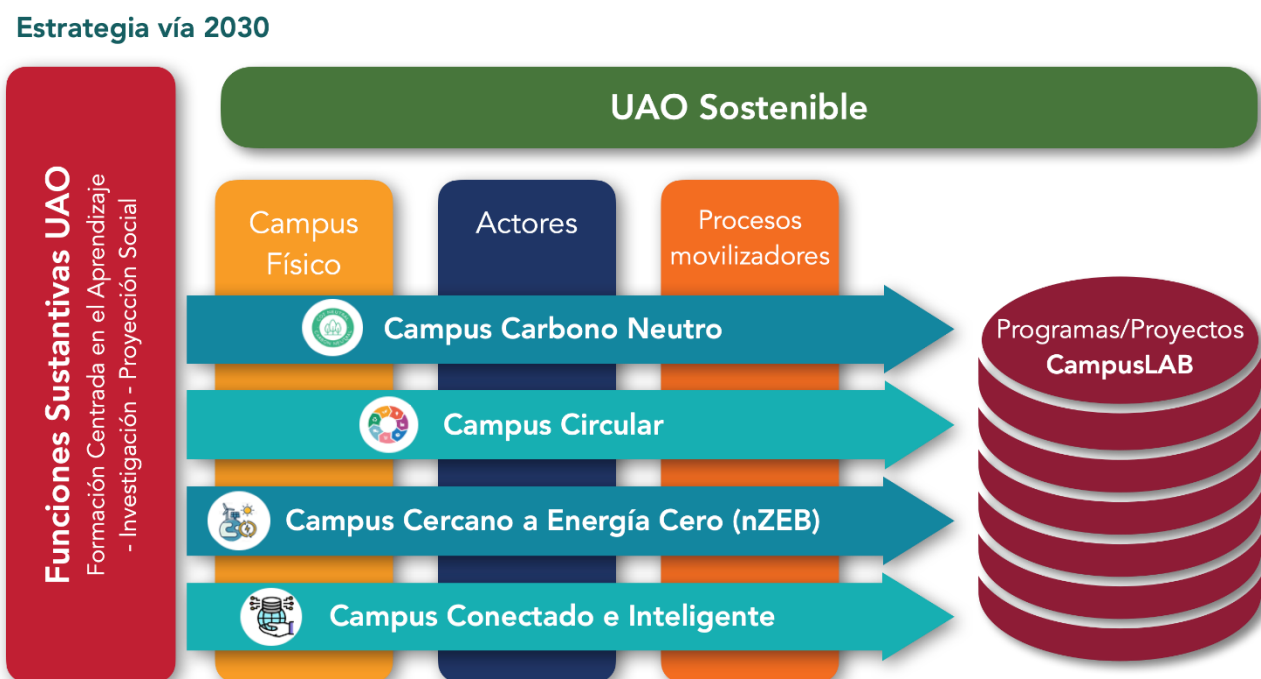 Estrategia vía 2030
UAO Sostenible
Funciones Sustantivas UAO
Formación Centrada en el Aprendizaje
- Investigación - Proyección Social
Campus
Físico
Actores
Procesos
movilizadores
Campus Carbono Neutro
Campus Circular
Campus Cercano a Energía Cero (nZEB)
Campus Conectado e Inteligente
Programas/Proyectos
CampusLAB